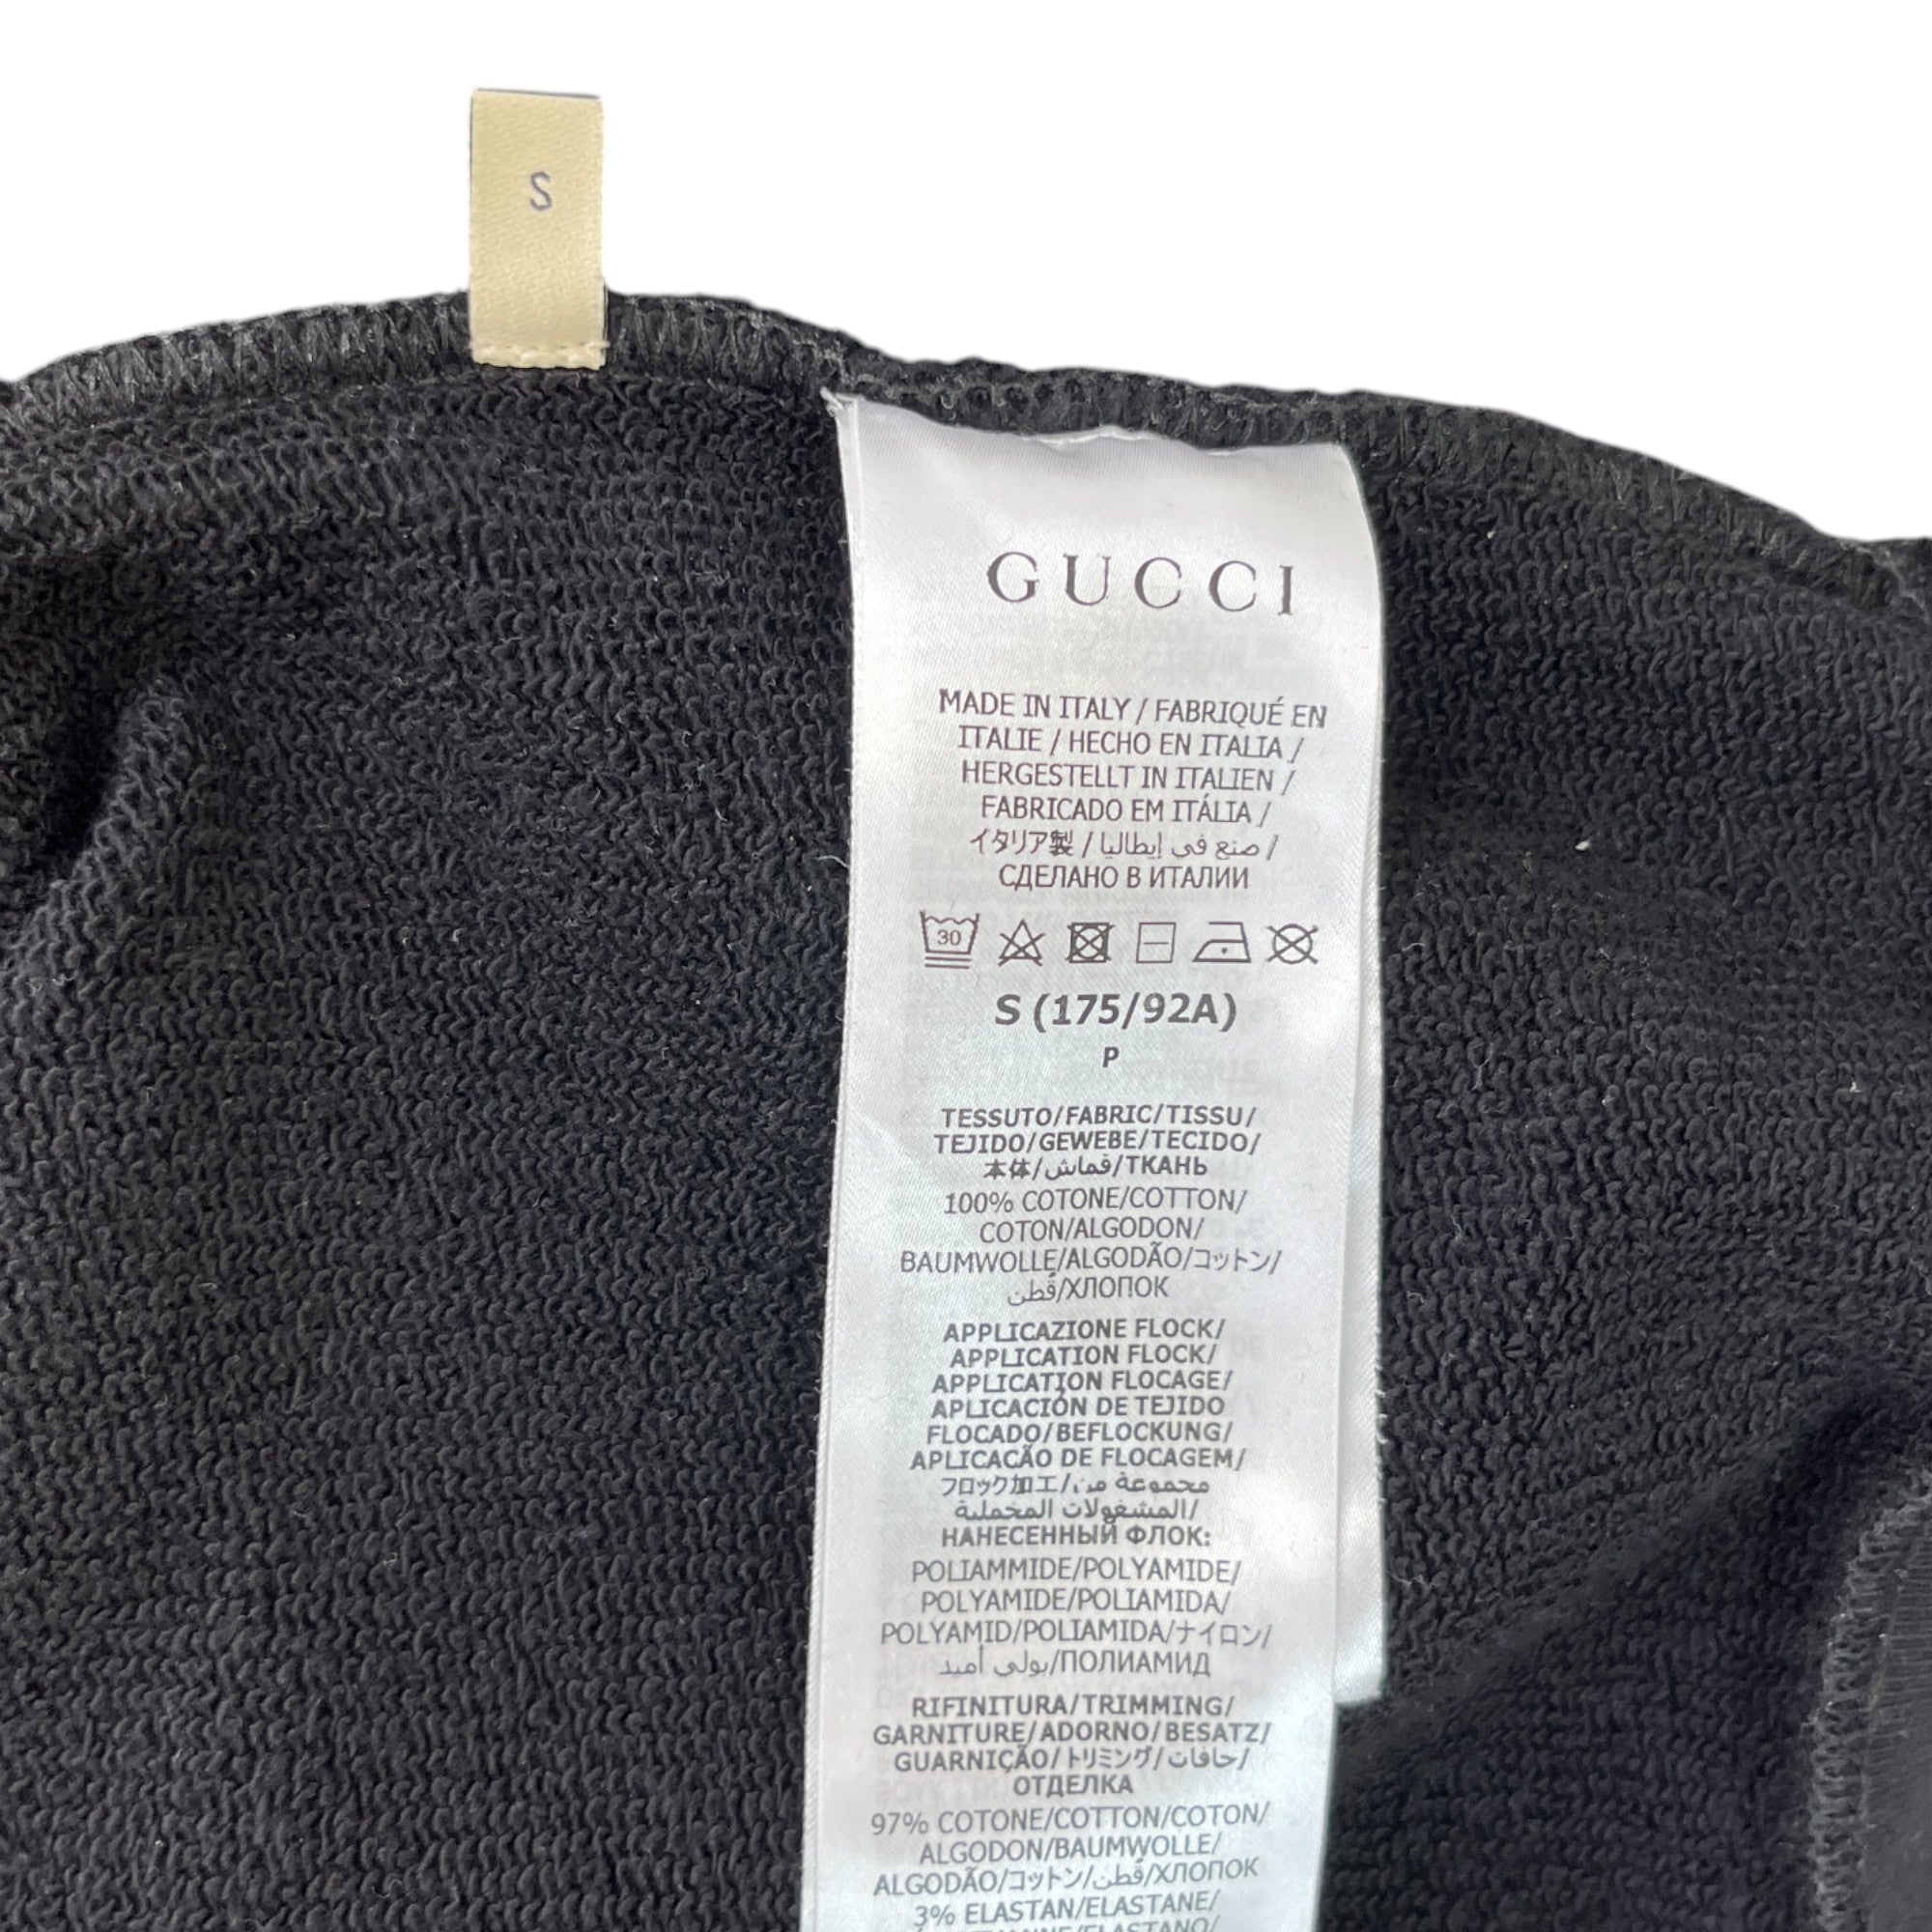 S
GUCCI
MADE IN ITALY / FABRIQUÉ EN
ITALIE / HECHO EN ITALIA /
HERGESTELLT IN ITALIEN /
FABRICADO EM ITÁLIA /
イタリア製 / صنع في إيطاليا /
СДЕЛАНО В ИТАЛИИ
30
S (175/92A)
P
TESSUTO/FABRIC/TISSU/
TEJIDO/GEWEBE/TECIDO/
本体/قماش/ТКАНЬ
100% COTONE/COTTON/
COTON/ALGODON/
BAUMWOLLE/ALGODÃO/コットン/
قطن/ХЛОПОК
APPLICAZIONE FLOCK/
APPLICATION FLOCK/
APPLICATION FLOCAGE/
APLICACIÓN DE TEJIDO
FLOCADO/BEFLOCKUNG/
APLICACÃO DE FLOCAGEM/
フロック加工/مجموعة من
المشغولات المخملية/
НАНЕСЕННЫЙ ФЛОК:
POLIAMMIDE/POLYAMIDE/
POLYAMIDE/POLIAMIDA/
POLYAMID/POLIAMIDA/ナイロン/
بولي أميد/ПОЛИАМИД
RIFINITURA/TRIMMING/
GARNITURE/ADORNO/BESATZ/
GUARNIÇÃO/トリミング/حافات/
ОТДЕЛКА
97% COTONE/COTTON/COTON/
ALGODON/BAUMWOLLE/
ALGODÃO/コットン/قطن/ХЛОПОК
3% ELASTAN/ELASTANE/